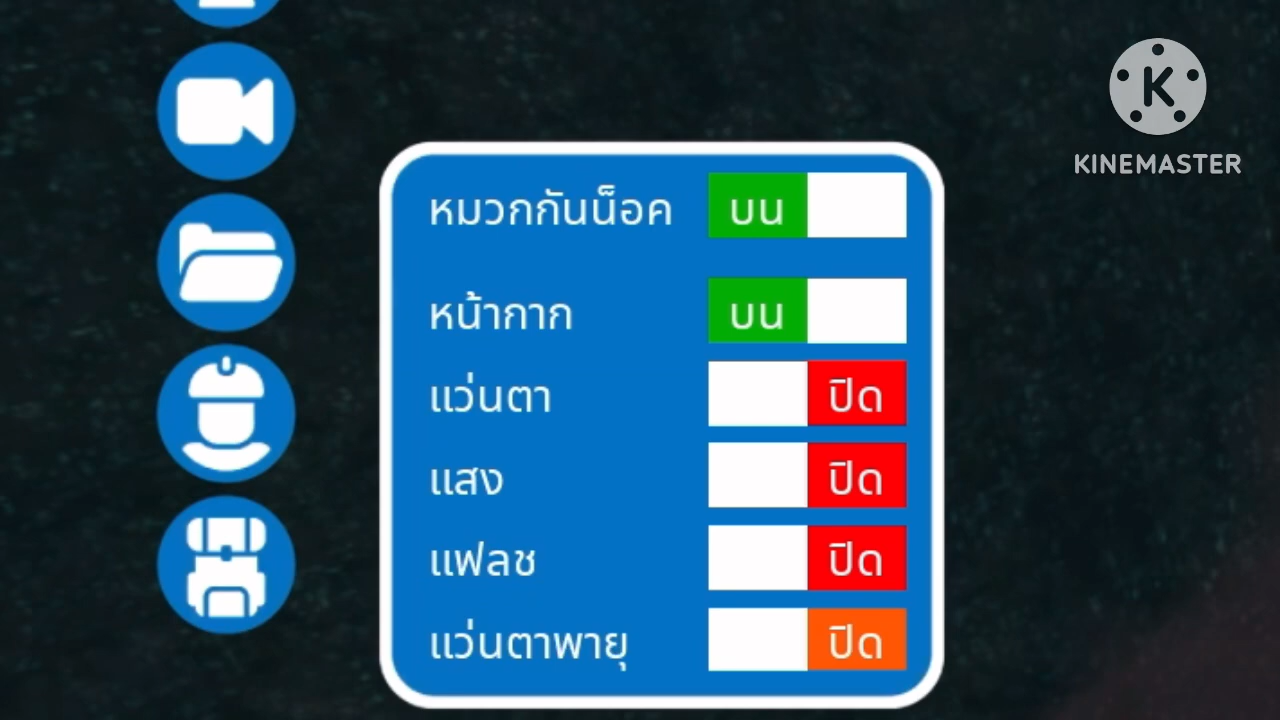 KINEMASTER
หมวกกันน็อค บน
หน้ากาก บน
แว่นตา ปิด
แสง ปิด
แฟลช ปิด
แว่นตาพายุ ปิด